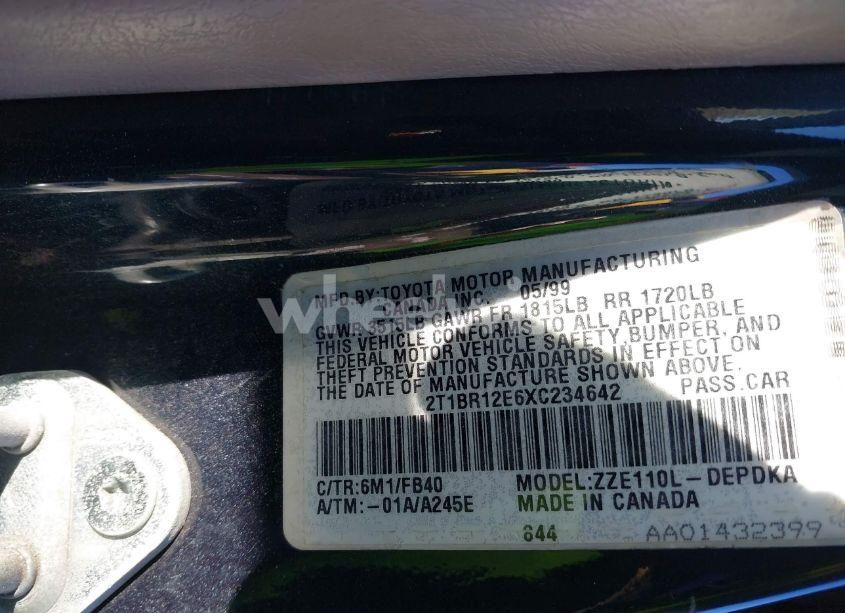 MFD.BY:TOYOTA MOTOR MANUFACTURING
CANADA INC. 05/99
GVWR 3515LB GAWR FR 1815LB RR 1720LB
THIS VEHICLE CONFORMS TO ALL APPLICABLE
FEDERAL MOTOR VEHICLE SAFETY, BUMPER, AND
THEFT PREVENTION STANDARDS IN EFFECT ON
THE DATE OF MANUFACTURE SHOWN ABOVE.
2T1BR12E6XC234642 PASS.CAR
C/TR:6M1/FB40 MODEL:ZZE110L-DEPDKA
A/TM:-01A/A245E MADE IN CANADA
644 AA01432399